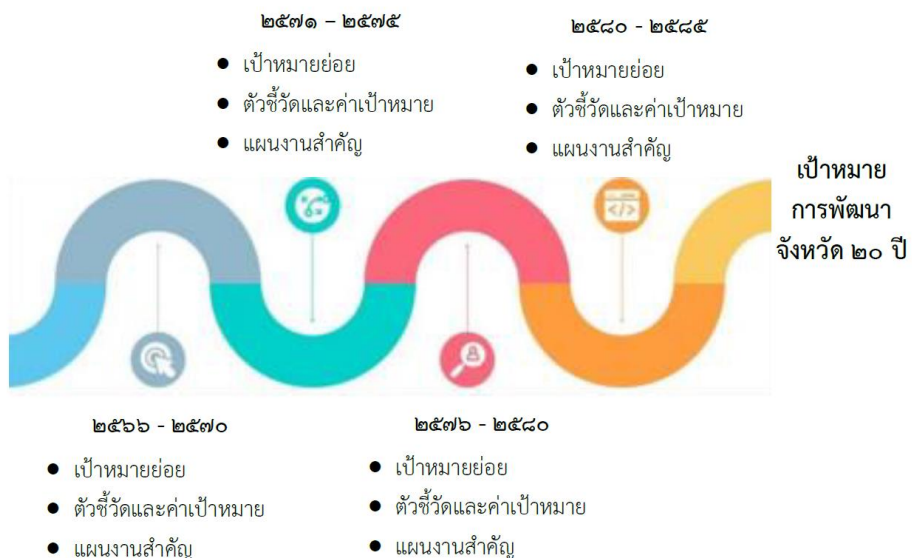 ๒๕๗๑ – ๒๕๗๕
● เป้าหมายย่อย
● ตัวชี้วัดและค่าเป้าหมาย
● แผนงานสำคัญ
๒๕๘๐ - ๒๕๘๕
● เป้าหมายย่อย
● ตัวชี้วัดและค่าเป้าหมาย
● แผนงานสำคัญ
เป้าหมาย
การพัฒนา
จังหวัด ๒๐ ปี
๒๕๖๖ - ๒๕๗๐
● เป้าหมายย่อย
● ตัวชี้วัดและค่าเป้าหมาย
● แผนงานสำคัญ
๒๕๗๖ - ๒๕๘๐
● เป้าหมายย่อย
● ตัวชี้วัดและค่าเป้าหมาย
● แผนงานสำคัญ